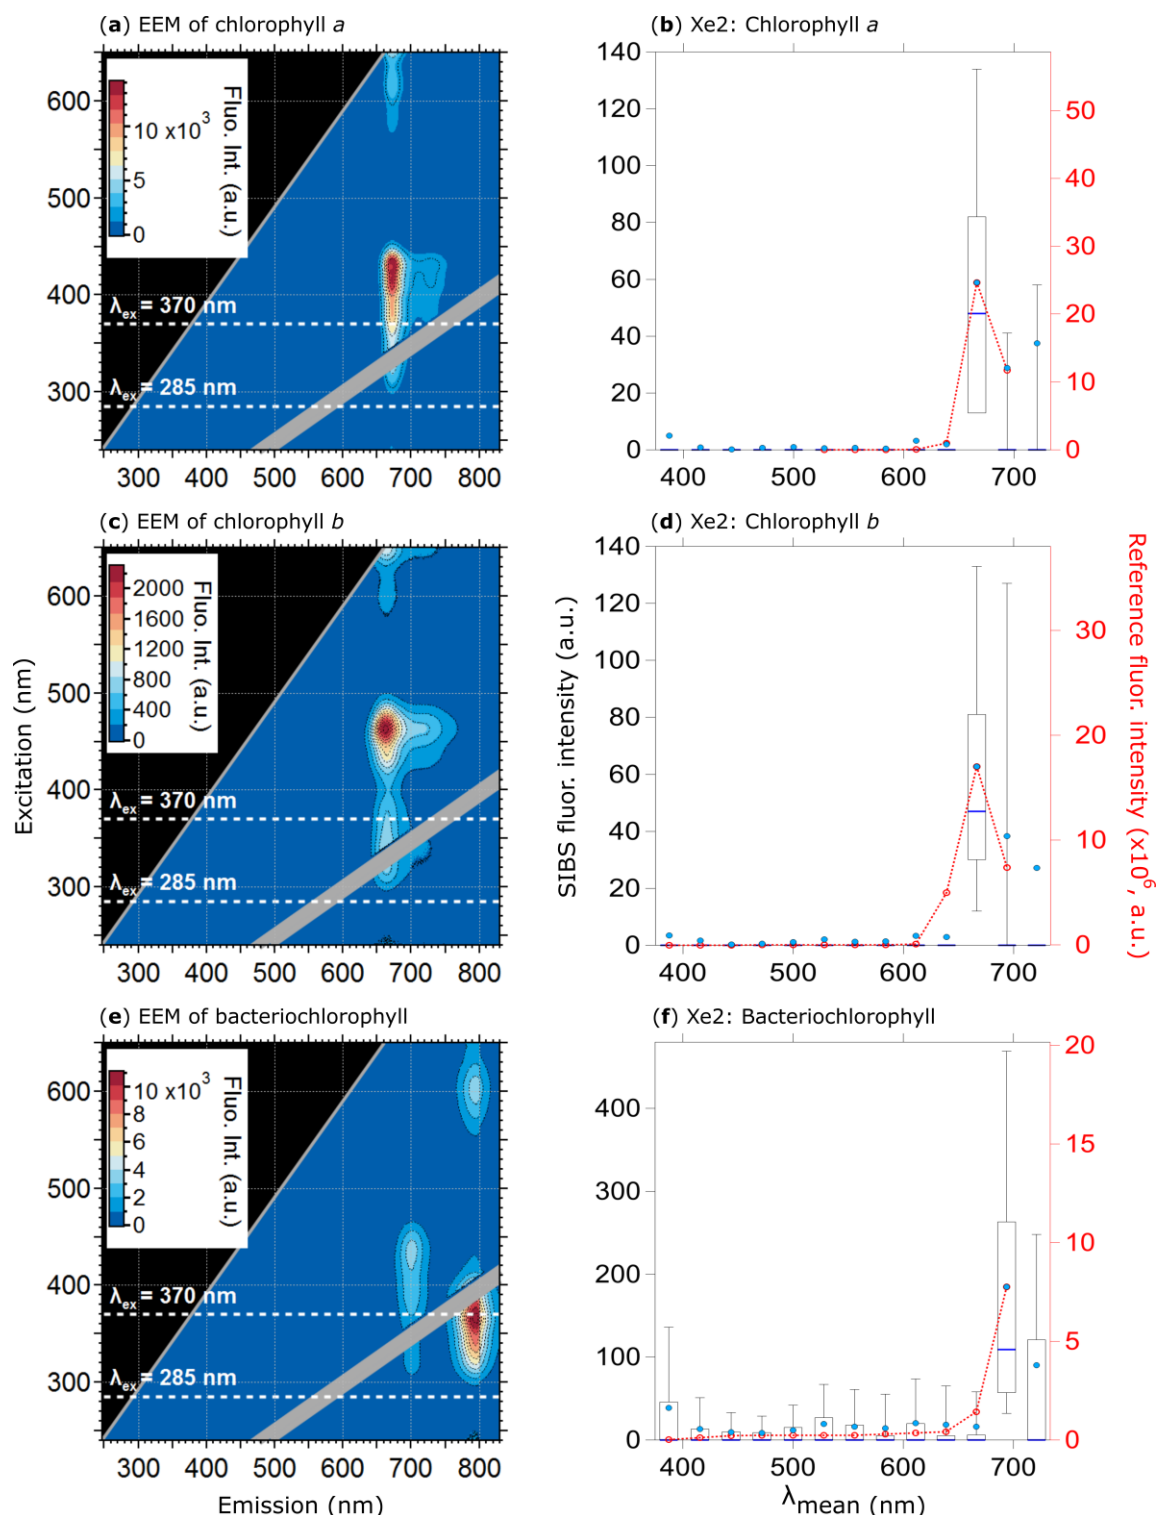 (a) EEM of chlorophyll a
(b) Xe2: Chlorophyll a
600
500
400
300
10 x10³
5
0
Fluo. Int. (a.u.)
λex = 370 nm
λex = 285 nm
300 400 500 600 700 800
140
120
100
80
60
40
20
0
50
40
30
20
10
0
400 500 600 700
(c) EEM of chlorophyll b
(d) Xe2: Chlorophyll b
600
500
400
300
2000
1600
1200
800
400
0
Fluo. Int. (a.u.)
λex = 370 nm
λex = 285 nm
300 400 500 600 700 800
Excitation (nm)
SIBS fluor. intensity (a.u.)
140
120
100
80
60
40
20
0
30
20
10
0
400 500 600 700
Reference fluor. intensity (x10⁶, a.u.)
(e) EEM of bacteriochlorophyll
(f) Xe2: Bacteriochlorophyll
600
500
400
300
10 x10³
8
6
4
2
0
Fluo. Int. (a.u.)
λex = 370 nm
λex = 285 nm
300 400 500 600 700 800
Emission (nm)
400
300
200
100
0
20
15
10
5
0
400 500 600 700
λmean (nm)